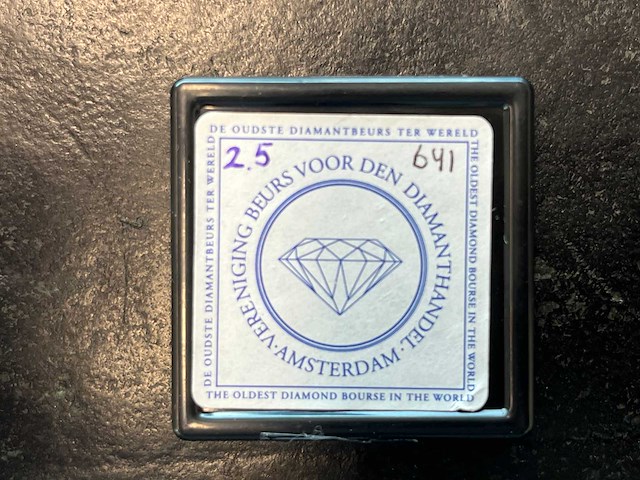 DE OUDSTE DIAMANTBEURS TER WERELD
2.5
641
DE OUDSTE DIAMANTBEURS TER WERELD
THE OLDEST DIAMOND BOURSE IN THE WORLD
VERENIGING BEURS VOOR DEN DIAMANTHANDEL
· AMSTERDAM ·
THE OLDEST DIAMOND BOURSE IN THE WORLD